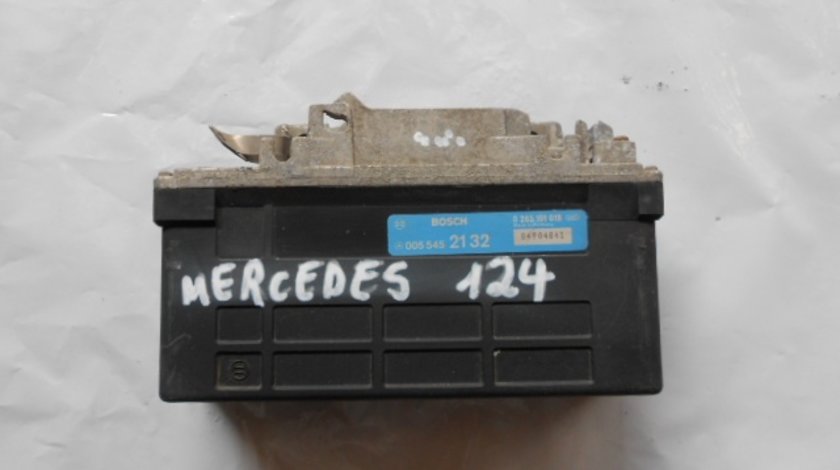 BOSCH
005 545 21 32
0 265 101 018
MERCEDES 124